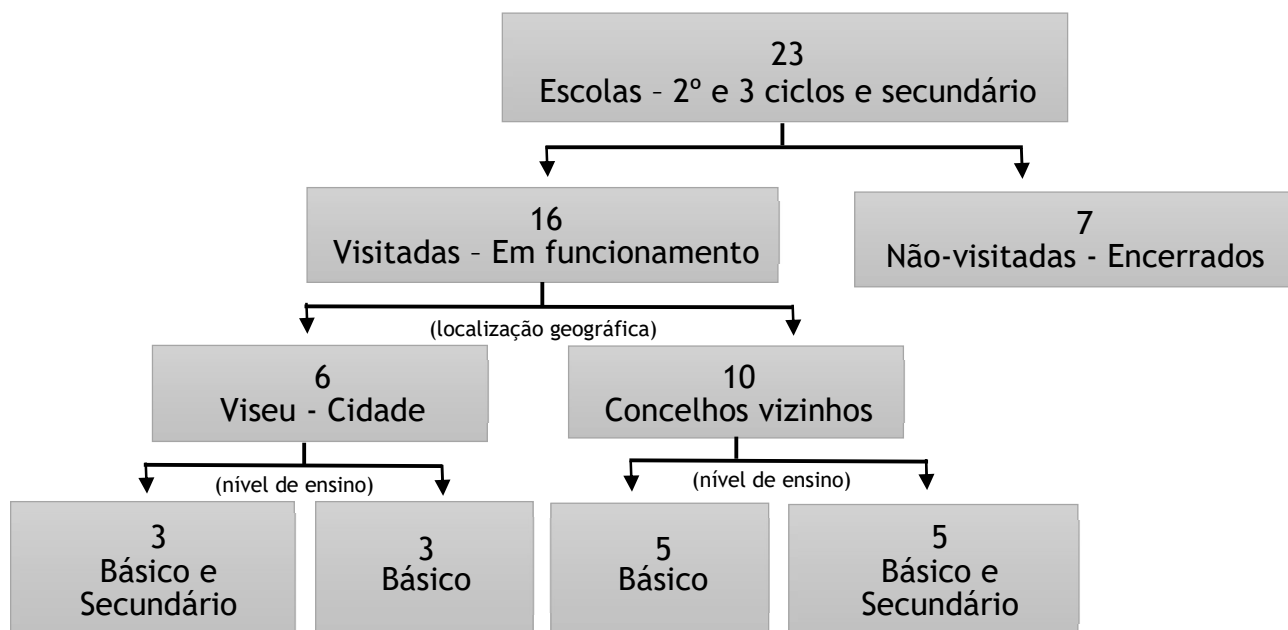 23
Escolas – 2º e 3 ciclos e secundário
16
Visitadas – Em funcionamento
7
Não-visitadas - Encerrados
(localização geográfica)
6
Viseu - Cidade
10
Concelhos vizinhos
(nível de ensino)
(nível de ensino)
3
Básico e
Secundário
3
Básico
5
Básico
5
Básico e
Secundário